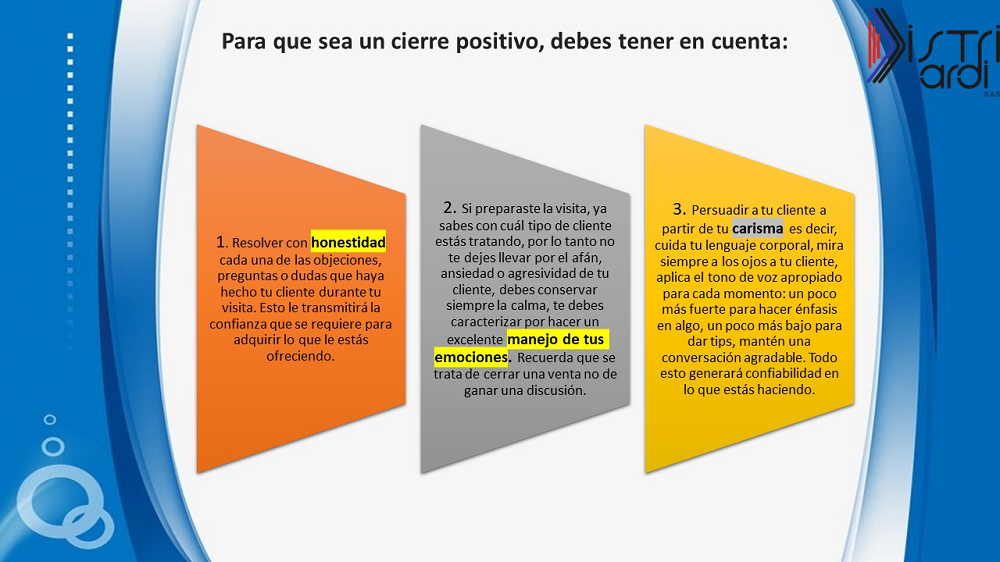 Para que sea un cierre positivo, debes tener en cuenta:
DiSTRi
ardi
SAS
1. Resolver con honestidad
cada una de las objeciones,
preguntas o dudas que haya
hecho tu cliente durante tu
visita. Esto le transmitirá la
confianza que se requiere para
adquirir lo que le estás
ofreciendo.
2. Si preparaste la visita, ya
sabes con cuál tipo de cliente
estás tratando, por lo tanto no
te dejes llevar por el afán,
ansiedad o agresividad de tu
cliente, debes conservar
siempre la calma, te debes
caracterizar por hacer un
excelente manejo de tus
emociones. Recuerda que se
trata de cerrar una venta no de
ganar una discusión.
3. Persuadir a tu cliente a
partir de tu carisma es decir,
cuida tu lenguaje corporal, mira
siempre a los ojos a tu cliente,
aplica el tono de voz apropiado
para cada momento: un poco
más fuerte para hacer énfasis
en algo, un poco más bajo para
dar tips, mantén una
conversación agradable. Todo
esto generará confiabilidad en
lo que estás haciendo.